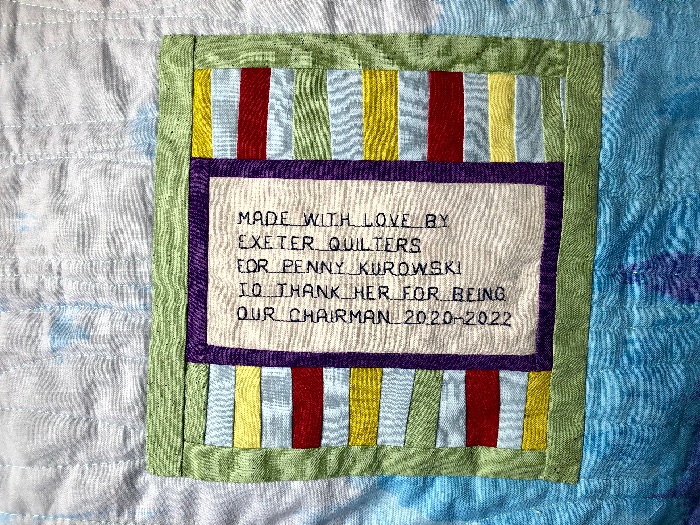 MADE WITH LOVE BY
EXETER QUILTERS
FOR PENNY KUROWSKI
TO THANK HER FOR BEING
OUR CHAIRMAN 2020-2022